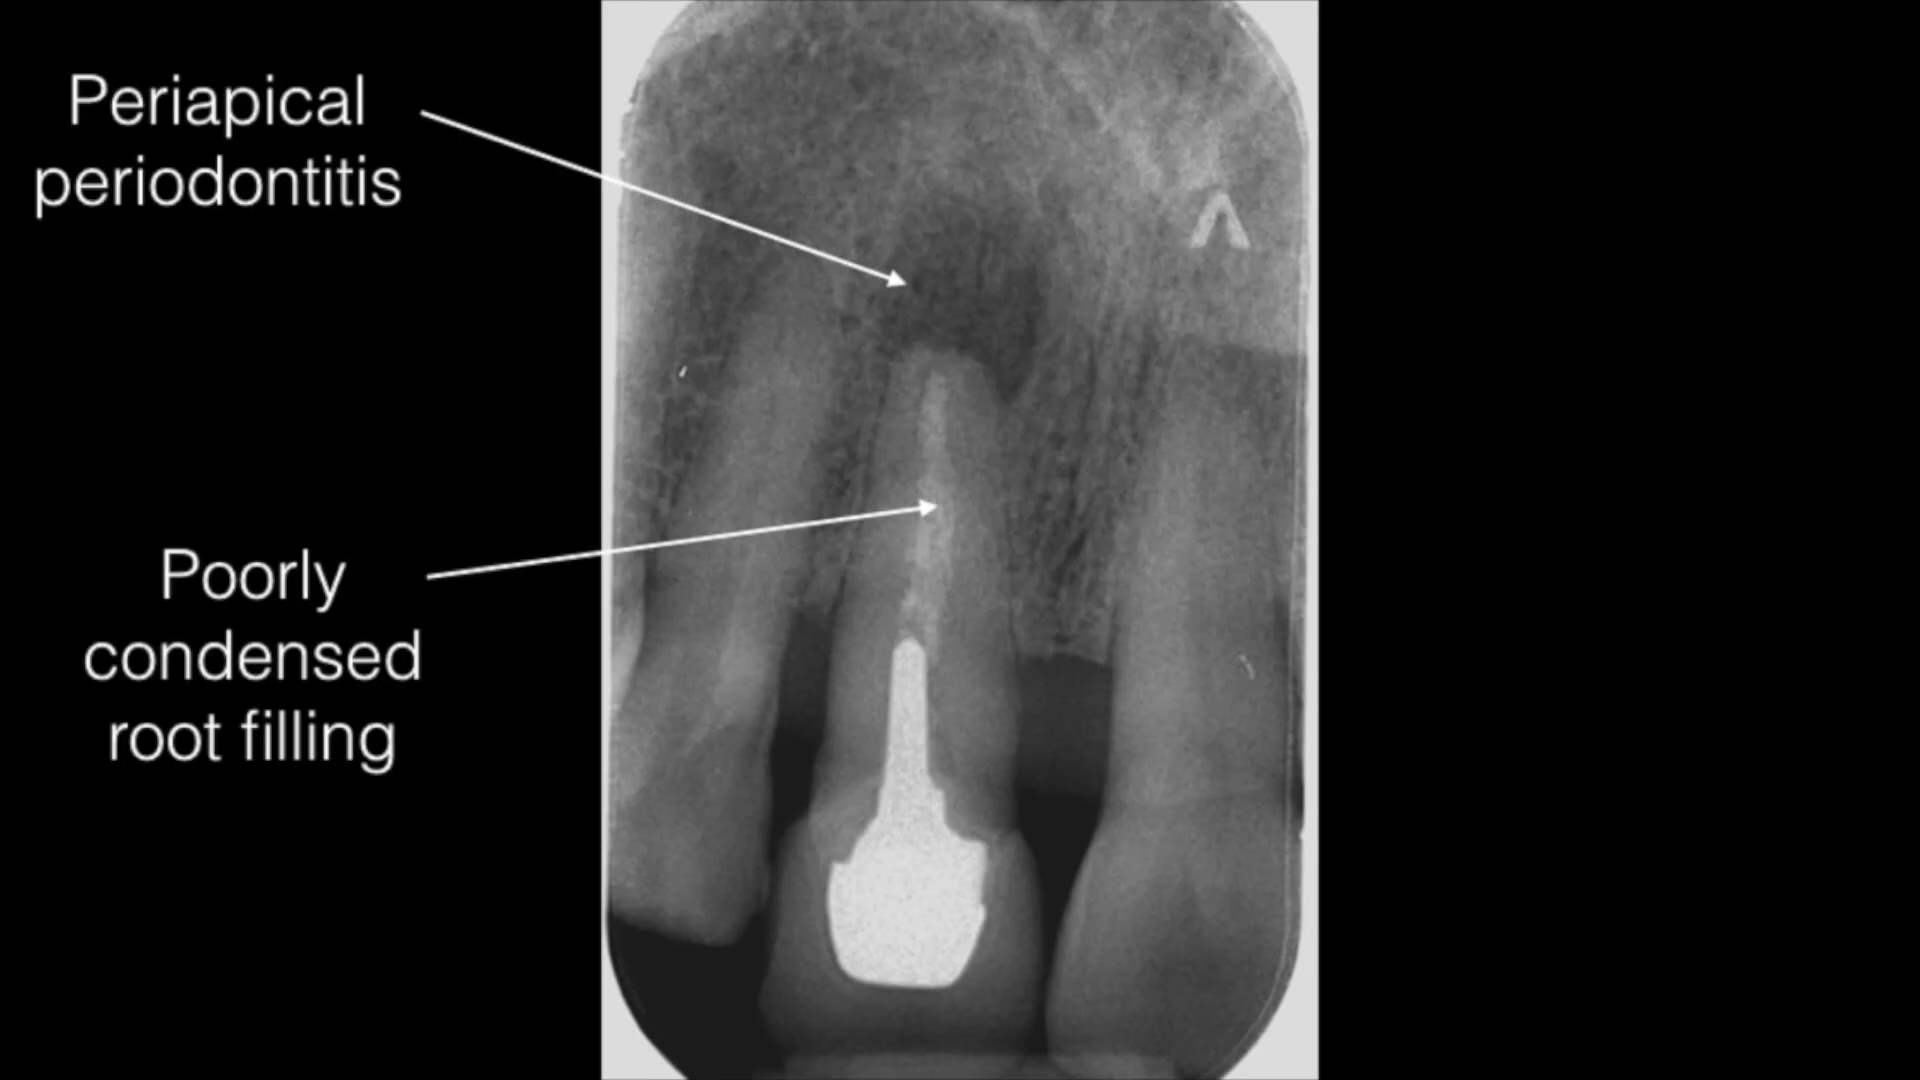 Periapical
periodontitis
Poorly
condensed
root filling